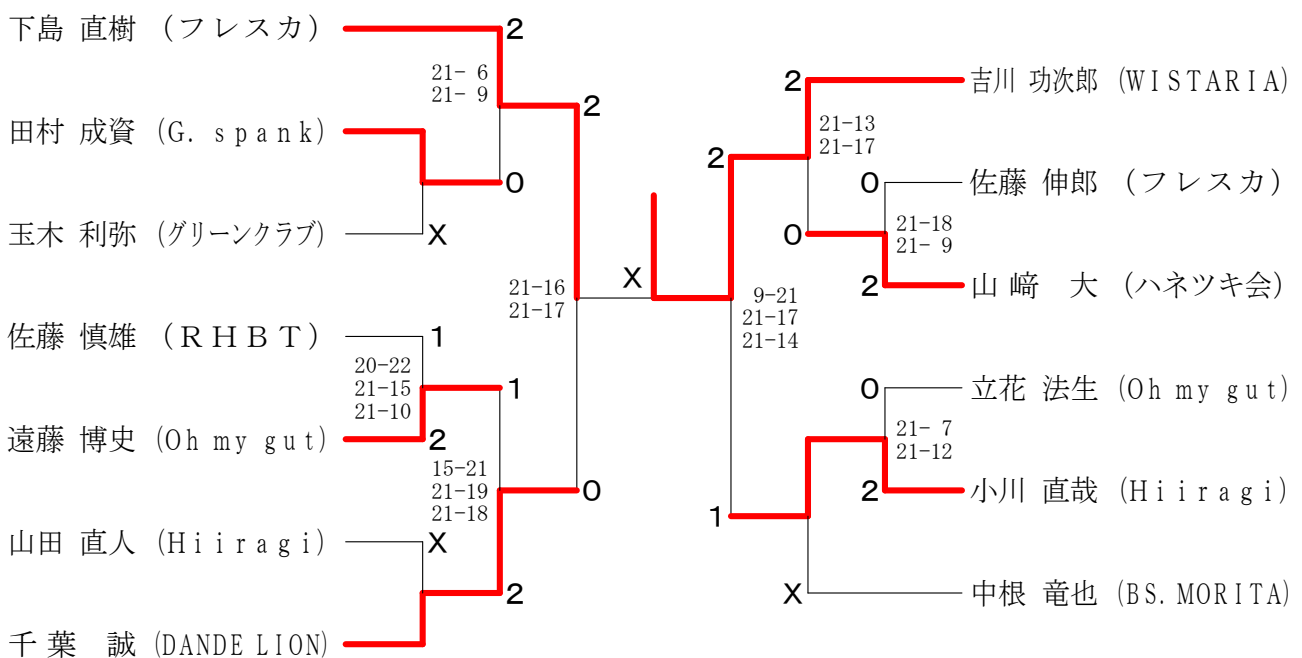 下島 直樹 (フレスカ)
2
21- 6
21- 9
田村 成資 (G. spank)
0
玉木 利弥 (グリーンクラブ)
X
2
21-16
21-17
佐藤 慎雄 (RHBT)
1
20-22
21-15
21-10
遠藤 博史 (Oh my gut)
2
1
15-21
21-19
21-18
0
山田 直人 (Hiiragi)
X
2
千葉 誠 (DANDE LION)
X
吉川 功次郎 (WISTARIA)
2
21-13
21-17
2
佐藤 伸郎 (フレスカ)
0
21-18
21- 9
0
山﨑 大 (ハネツキ会)
2
9-21
21-17
21-14
立花 法生 (Oh my gut)
0
21- 7
21-12
小川 直哉 (Hiiragi)
2
1
中根 竜也 (BS. MORITA)
X